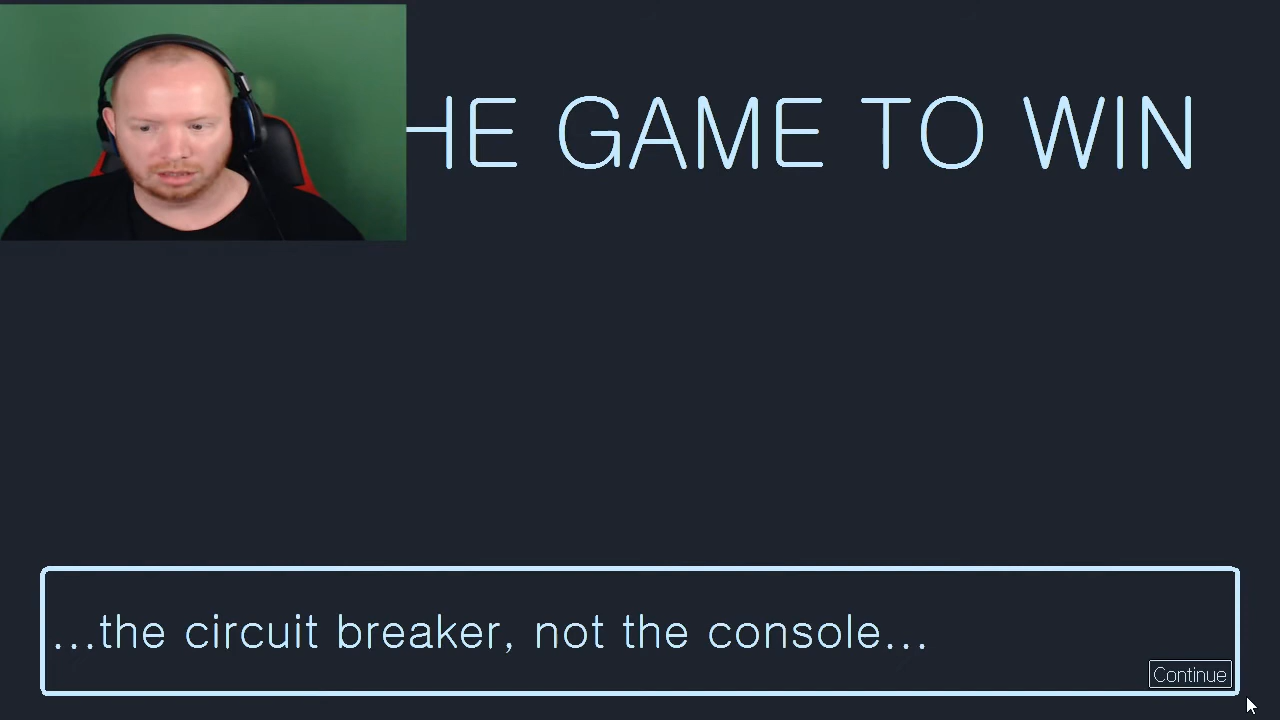 HE GAME TO WIN
...the circuit breaker, not the console...
Continue